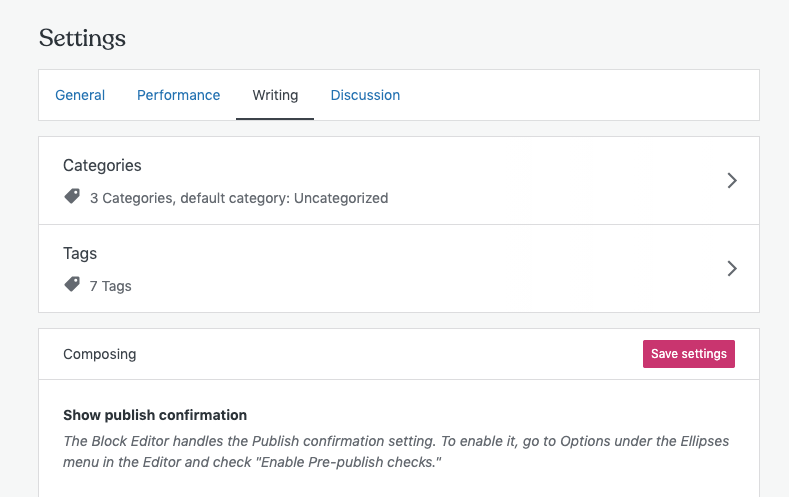 Settings
General Performance Writing Discussion
Categories
3 Categories, default category: Uncategorized
Tags
7 Tags
Composing Save settings
Show publish confirmation
The Block Editor handles the Publish confirmation setting. To enable it, go to Options under the Ellipses
menu in the Editor and check "Enable Pre-publish checks."